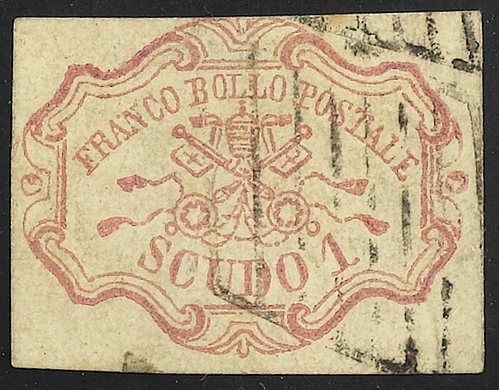 FRANCO BOLLO POSTALE
SCUDO 1